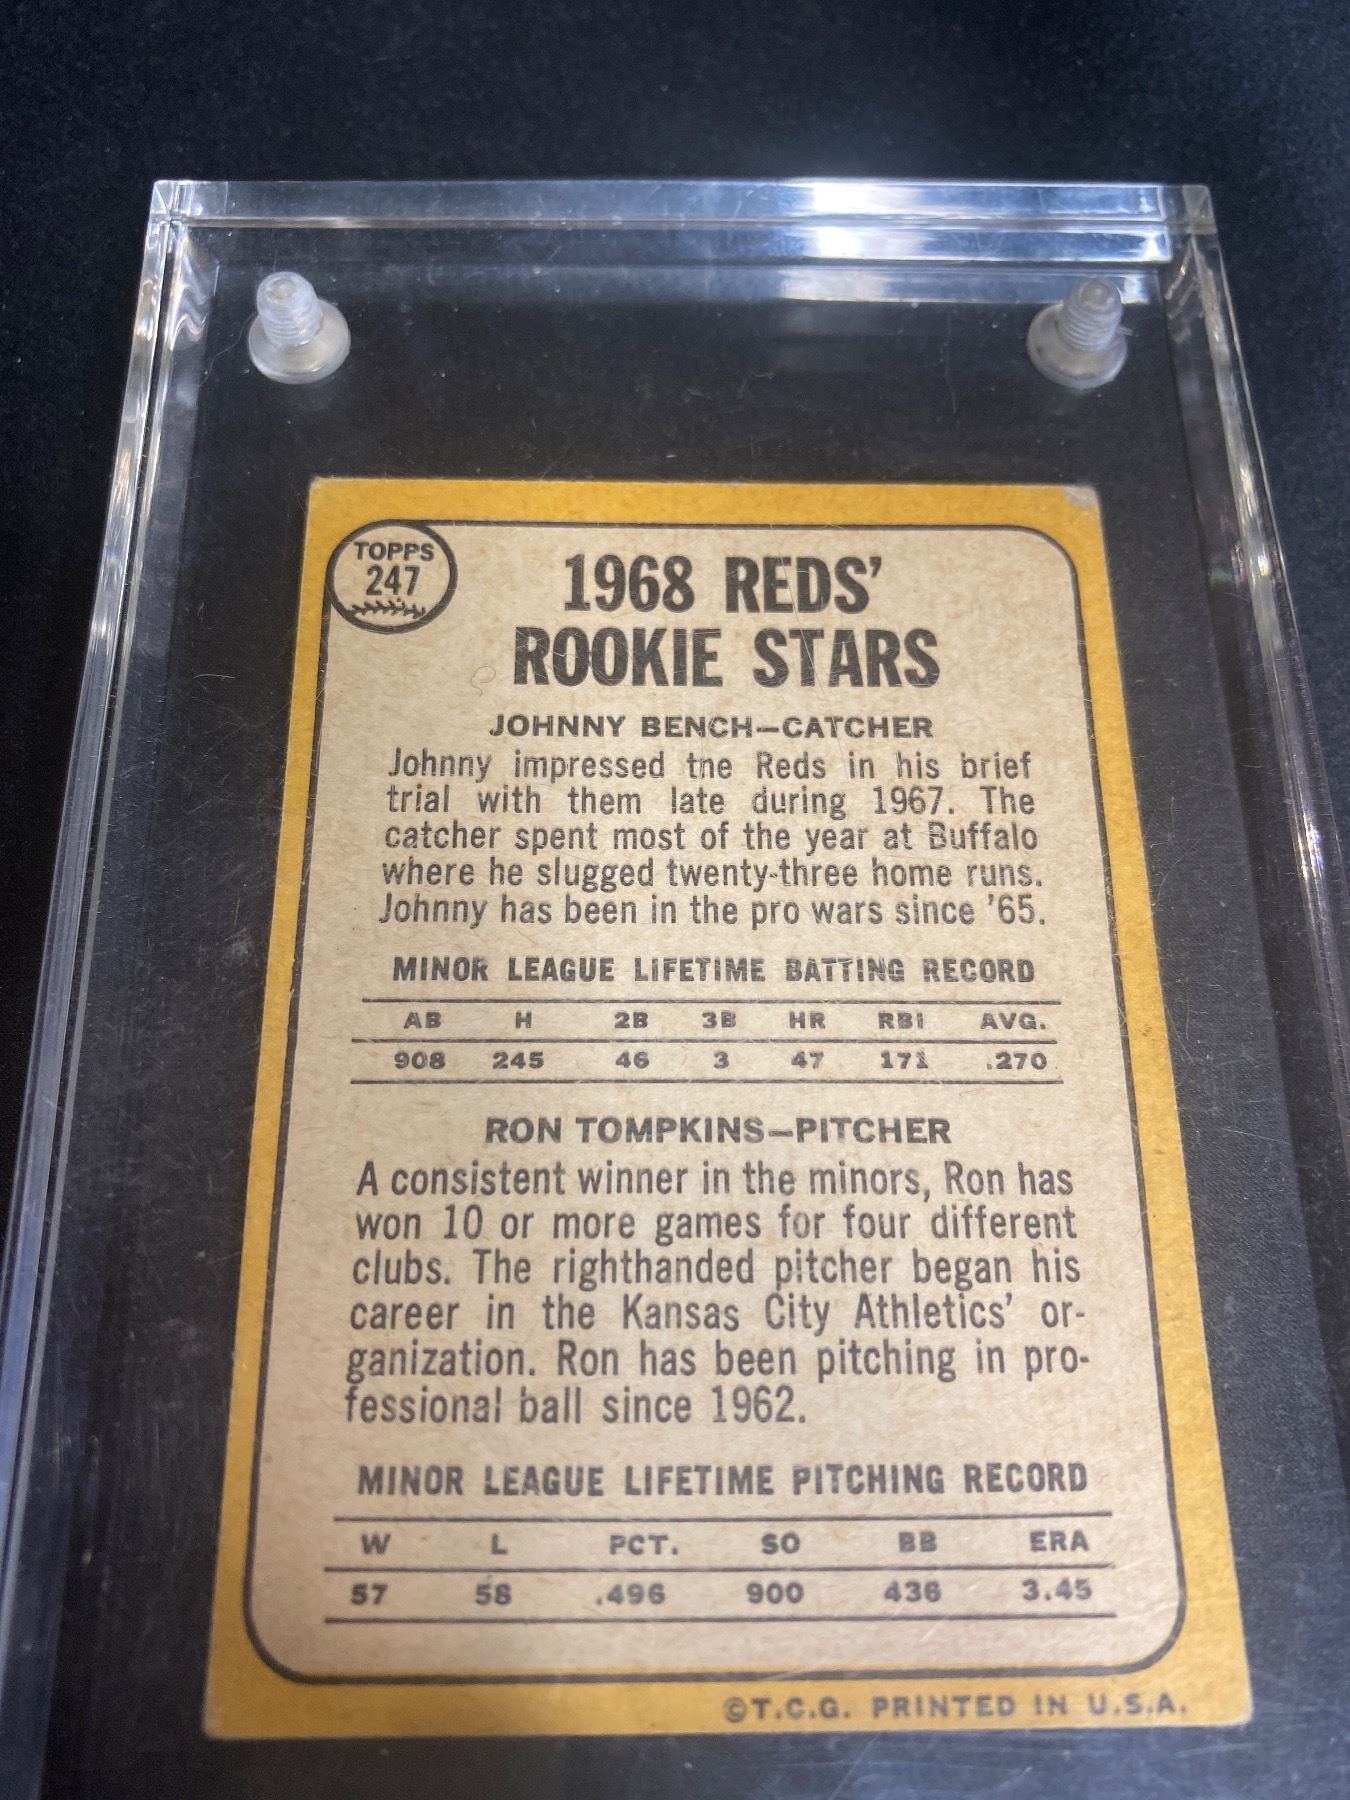 TOPPS
247
1968 REDS'
ROOKIE STARS
JOHNNY BENCH–CATCHER
Johnny impressed the Reds in his brief
trial with them late during 1967. The
catcher spent most of the year at Buffalo
where he slugged twenty-three home runs.
Johnny has been in the pro wars since '65.
MINOR LEAGUE LIFETIME BATTING RECORD
AB H 2B 3B HR RBI AVG.
908 245 46 3 47 171 .270
RON TOMPKINS–PITCHER
A consistent winner in the minors, Ron has
won 10 or more games for four different
clubs. The righthanded pitcher began his
career in the Kansas City Athletics' or-
ganization. Ron has been pitching in pro-
fessional ball since 1962.
MINOR LEAGUE LIFETIME PITCHING RECORD
W L PCT. SO BB ERA
57 58 .496 900 436 3.45
©T.C.G. PRINTED IN U.S.A.